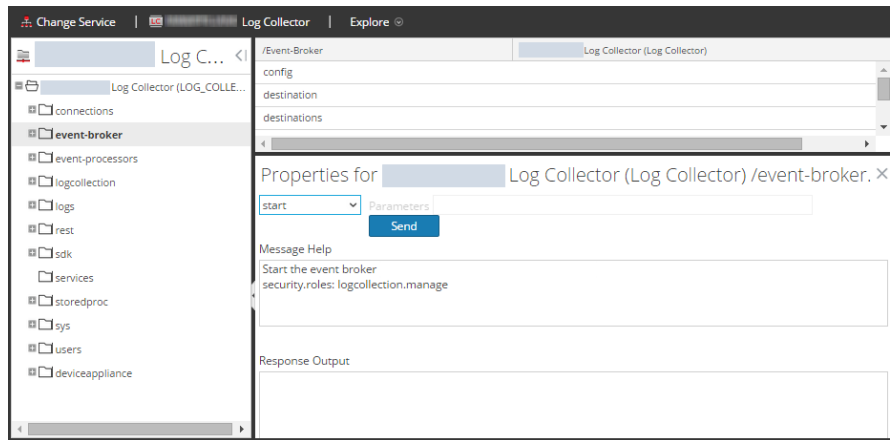 Change Service | LC Log Collector | Explore
Log C...
Log Collector (LOG_COLLE...
connections
event-broker
event-processors
logcollection
logs
rest
sdk
services
storedproc
sys
users
deviceappliance
/Event-Broker Log Collector (Log Collector)
config
destination
destinations
Properties for Log Collector (Log Collector) /event-broker.
start Parameters
Send
Message Help
Start the event broker
security.roles: logcollection.manage
Response Output